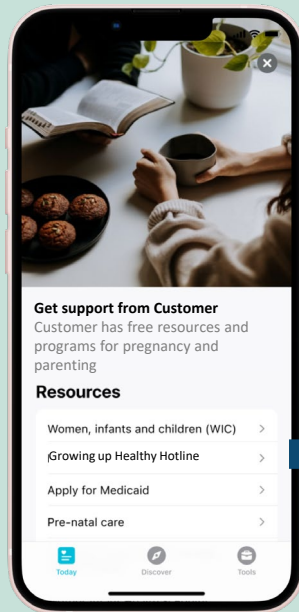 Get support from Customer
Customer has free resources and
programs for pregnancy and
parenting
Resources
Women, infants and children (WIC)
Growing up Healthy Hotline
Apply for Medicaid
Pre-natal care
Today
Discover
Tools